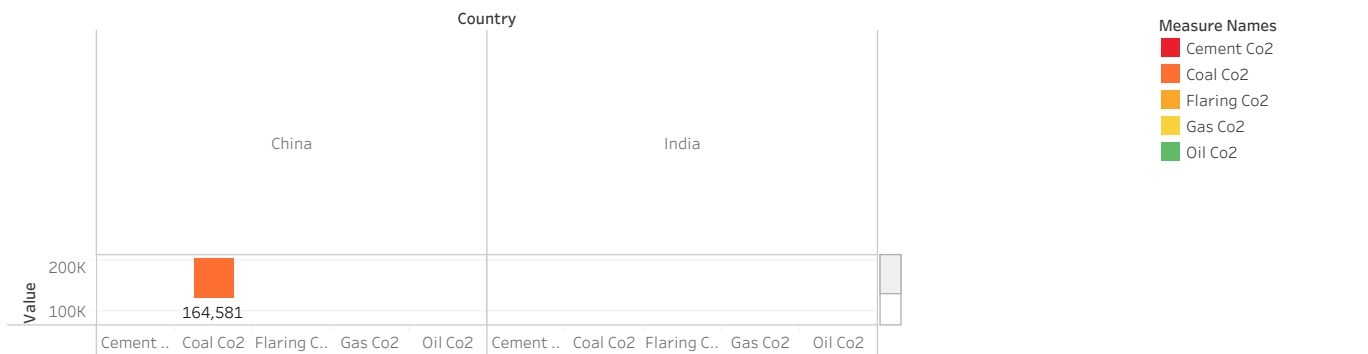 Country
China
India
Value
200K
100K
164,581
Cement .. Coal Co2 Flaring C.. Gas Co2 Oil Co2 Cement .. Coal Co2 Flaring C.. Gas Co2 Oil Co2
Measure Names
Cement Co2
Coal Co2
Flaring Co2
Gas Co2
Oil Co2